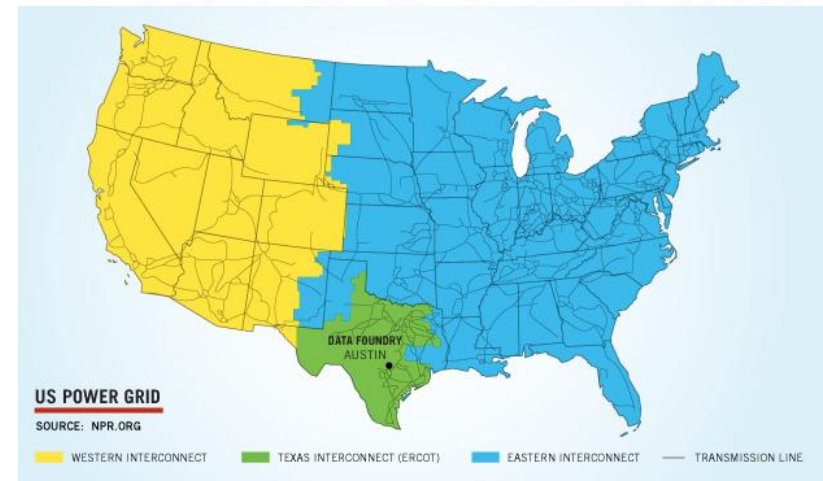 DATA FOUNDRY
AUSTIN
US POWER GRID
SOURCE: NPR.ORG
WESTERN INTERCONNECT
TEXAS INTERCONNECT (ERCOT)
EASTERN INTERCONNECT
TRANSMISSION LINE